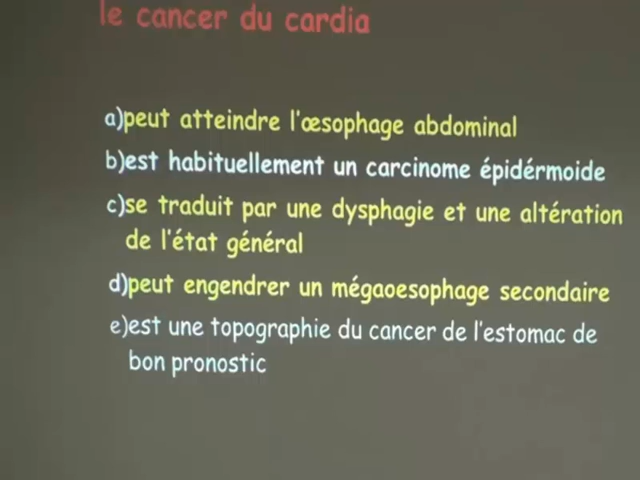 le cancer du cardia
a)peut atteindre l'œsophage abdominal
b)est habituellement un carcinome épidérmoide
c)se traduit par une dysphagie et une altération
de l'état général
d)peut engendrer un mégaoesophage secondaire
e)est une topographie du cancer de l'estomac de
bon pronostic